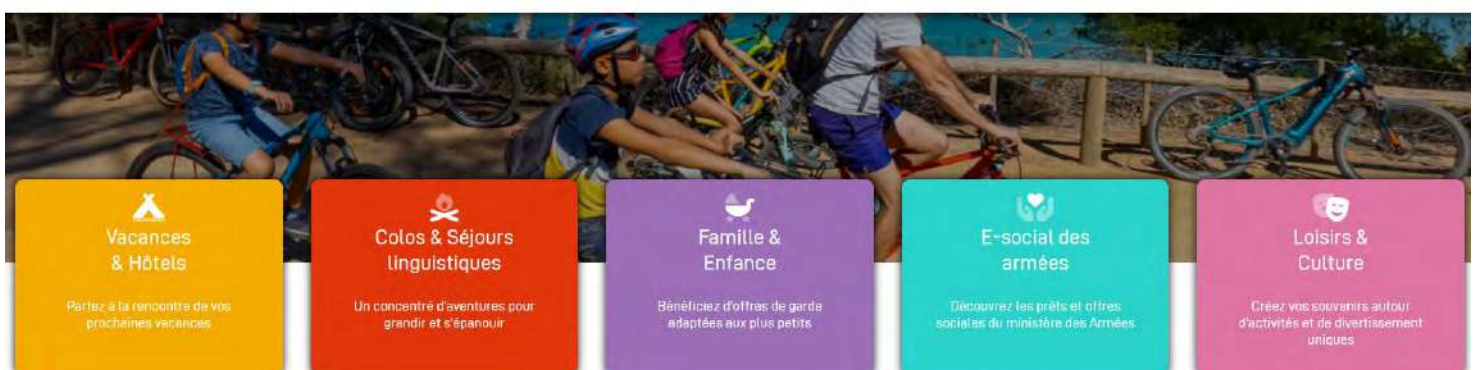 Vacances
& Hôtels
Partez à la rencontre de vos
prochaines vacances
Colos & Séjours
linguistiques
Un concentré d'aventures pour
grandir et s'épanouir
Famille &
Enfance
Bénéficiez d'offres de garde
adaptées aux plus petits
E-social des
armées
Découvrez les prêts et offres
sociales du ministère des Armées
Loisirs &
Culture
Créez vos souvenirs autour
d'activités et de divertissement
uniques